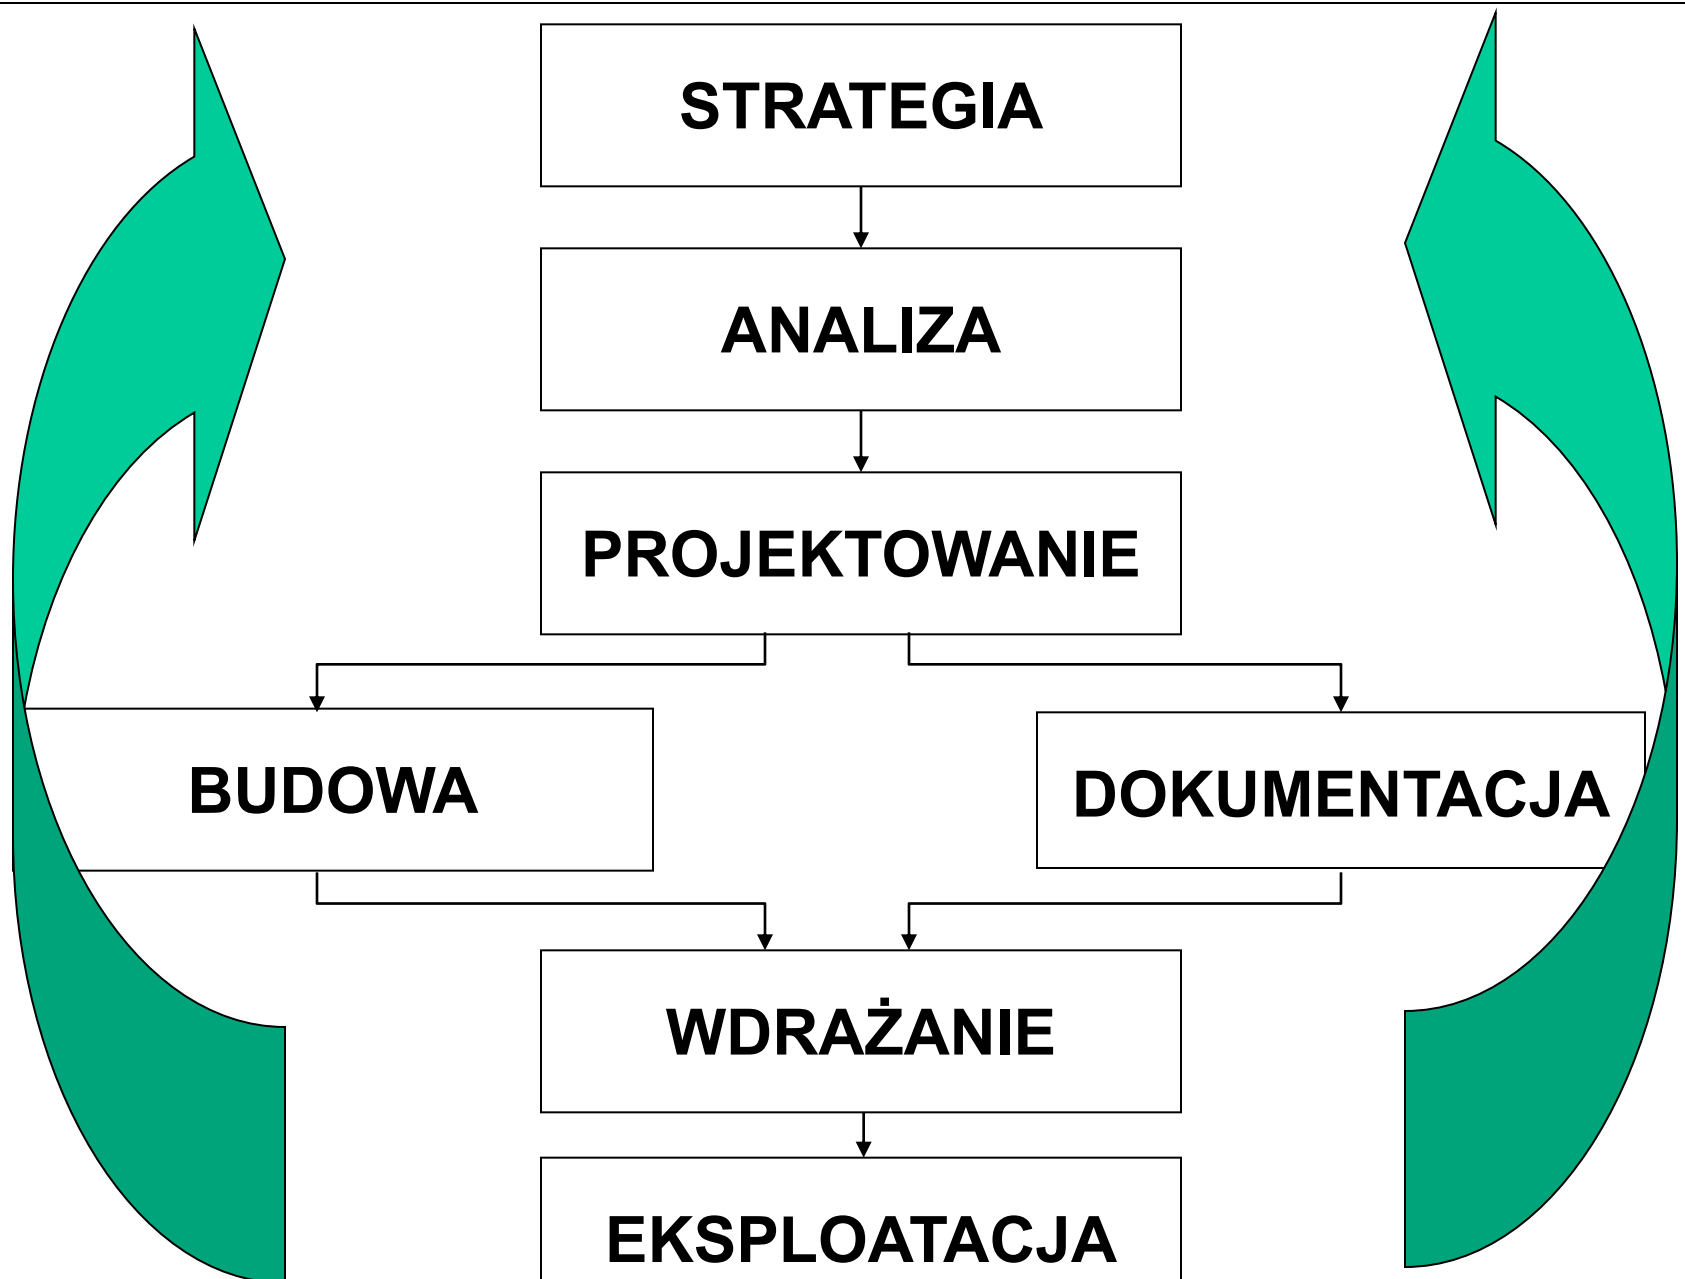 STRATEGIA
ANALIZA
PROJEKTOWANIE
BUDOWA
DOKUMENTACJA
WDRAŻANIE
EKSPLOATACJA